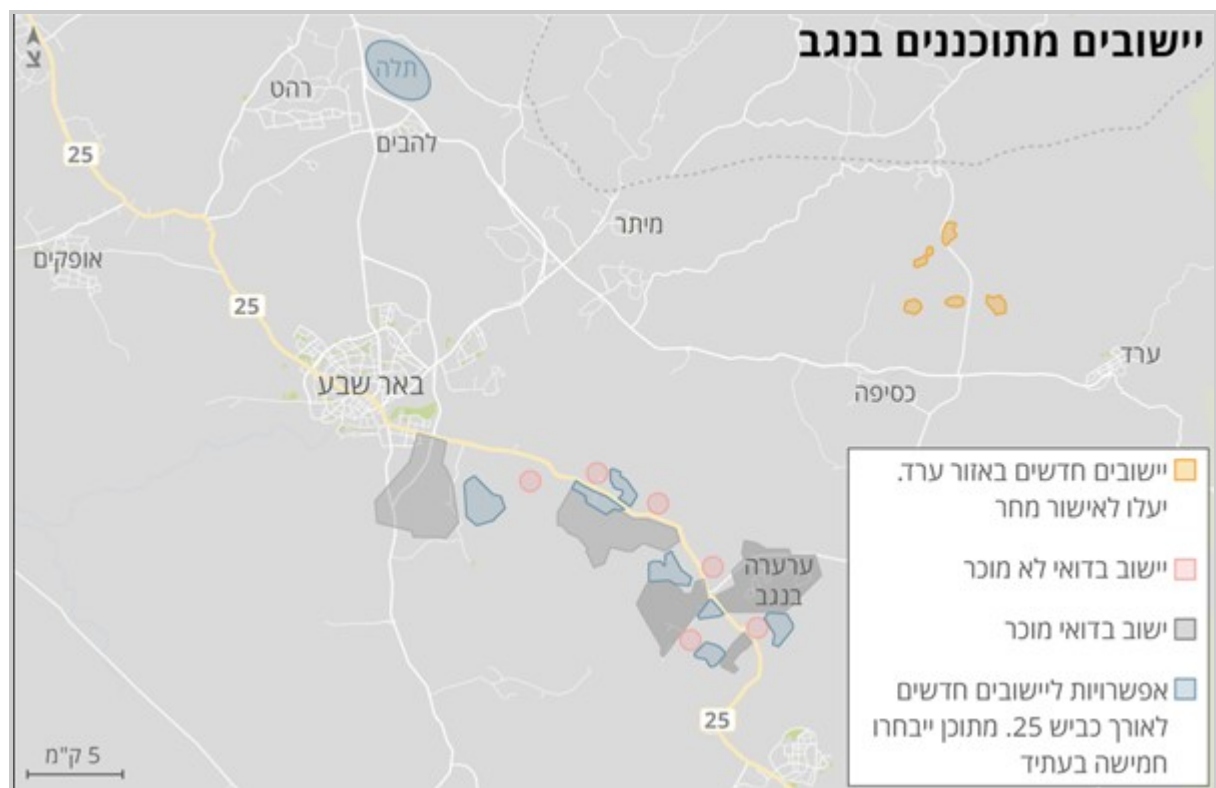 יישובים מתוכננים בנגב
צ
תלה
רהט
להבים
25
מיתר
אופקים
25
ערד
באר שבע
כסיפה
יישובים חדשים באזור ערד.
יעלו לאישור מחר
יישוב בדואי לא מוכר
ישוב בדואי מוכר
אפשרויות ליישובים חדשים
לאורך כביש 25. מתוכן ייבחרו
חמישה בעתיד
ערערה
בנגב
25
5 ק"מ